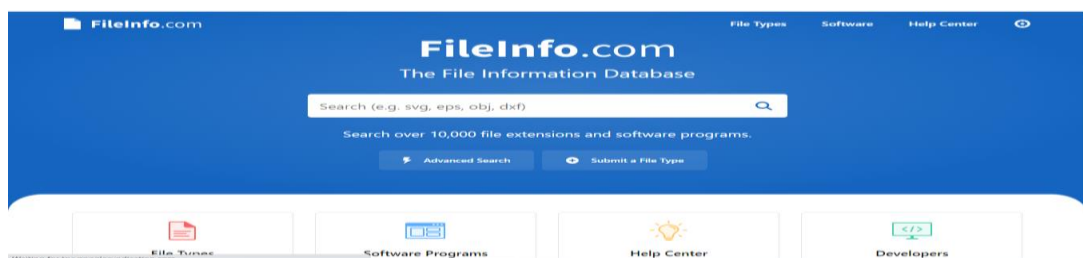 FileInfo.com
File Types Software Help Center
FileInfo.com
The File Information Database
Search (e.g. svg, eps, obj, dxf)
Search over 10,000 file extensions and software programs.
Advanced Search Submit a File Type
File Types Software Programs Help Center Developers